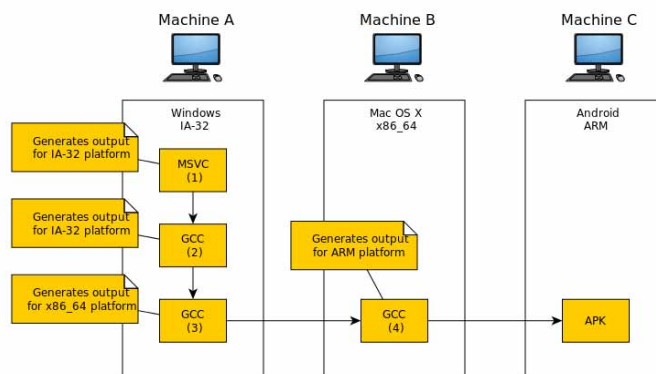 Machine A
Machine B
Machine C
Windows
IA-32
Mac OS X
x86_64
Android
ARM
Generates output
for IA-32 platform
MSVC
(1)
Generates output
for IA-32 platform
GCC
(2)
Generates output
for ARM platform
Generates output
for x86_64 platform
GCC
(3)
GCC
(4)
APK